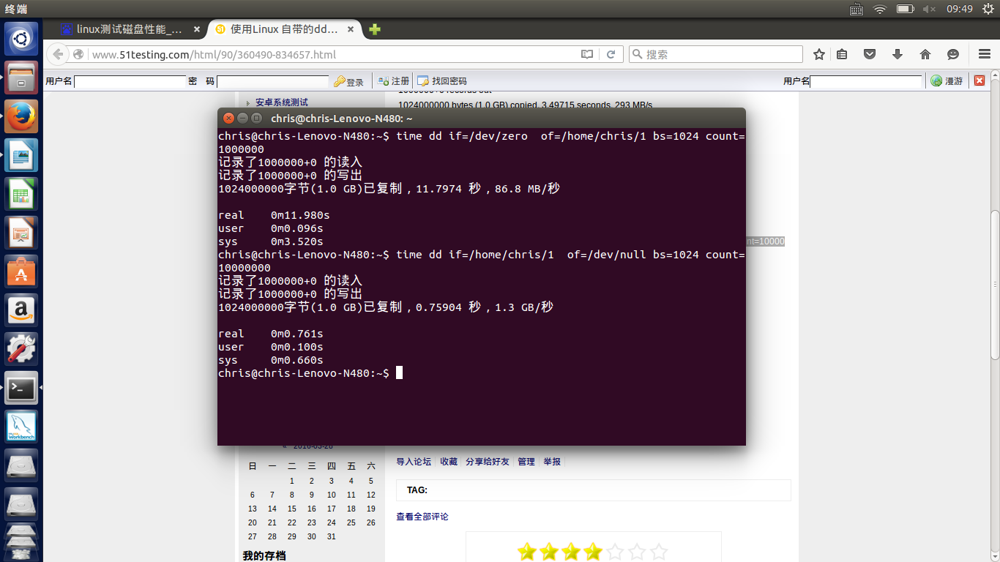 终端
09:49
linux测试磁盘性能_...
使用Linux 自带的dd...
www.51testing.com/html/90/360490-834657.html
搜索
用户名
密 码
登录
注册
找回密码
用户名
漫游
安卓系统测试
1024000000 bytes (1.0 GB) copied, 3.49715 seconds, 293 MB/s
chris@chris-Lenovo-N480: ~
chris@chris-Lenovo-N480:~$ time dd if=/dev/zero  of=/home/chris/1 bs=1024 count=
1000000
记录了1000000+0 的读入
记录了1000000+0 的写出
1024000000字节(1.0 GB)已复制，11.7974 秒，86.8 MB/秒
real    0m11.980s
user    0m0.096s
sys     0m3.520s
nt=10000
chris@chris-Lenovo-N480:~$ time dd if=/home/chris/1  of=/dev/null bs=1024 count=
10000000
记录了1000000+0 的读入
记录了1000000+0 的写出
1024000000字节(1.0 GB)已复制，0.75904 秒，1.3 GB/秒
real    0m0.761s
user    0m0.100s
sys     0m0.660s
chris@chris-Lenovo-N480:~$
日 一 二 三 四 五 六
1 2 3 4 5
6 7 8 9 10 11 12
13 14 15 16 17 18 19
20 21 22 23 24 25 26
27 28 29 30 31
我的存档
导入论坛 收藏 分享给好友 管理 举报
TAG:
查看全部评论